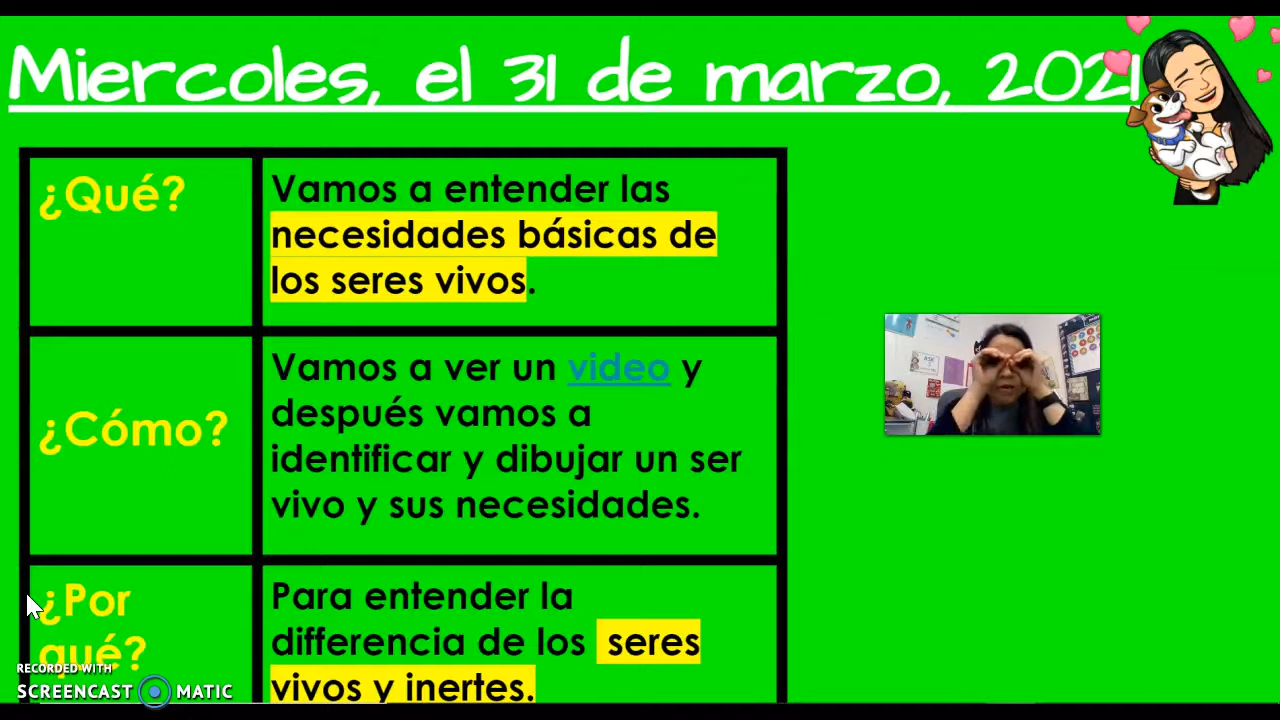 Miercoles, el 31 de marzo, 2021
¿Qué?
Vamos a entender las
necesidades básicas de
los seres vivos.
¿Cómo?
Vamos a ver un video y
después vamos a
identificar y dibujar un ser
vivo y sus necesidades.
¿Por
qué?
Para entender la
differencia de los seres
vivos y inertes.
RECORDED WITH
SCREENCAST MATIC